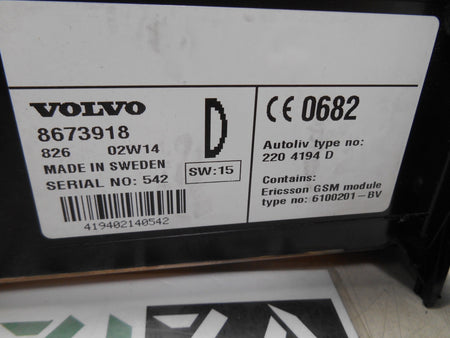 VOLVO
8673918
826 02W14
MADE IN SWEDEN
SERIAL NO: 542
D
SW:15
419402140542
CE 0682
Autoliv type no:
220 4194 D
Contains:
Ericsson GSM module
type no: 6100201-BV